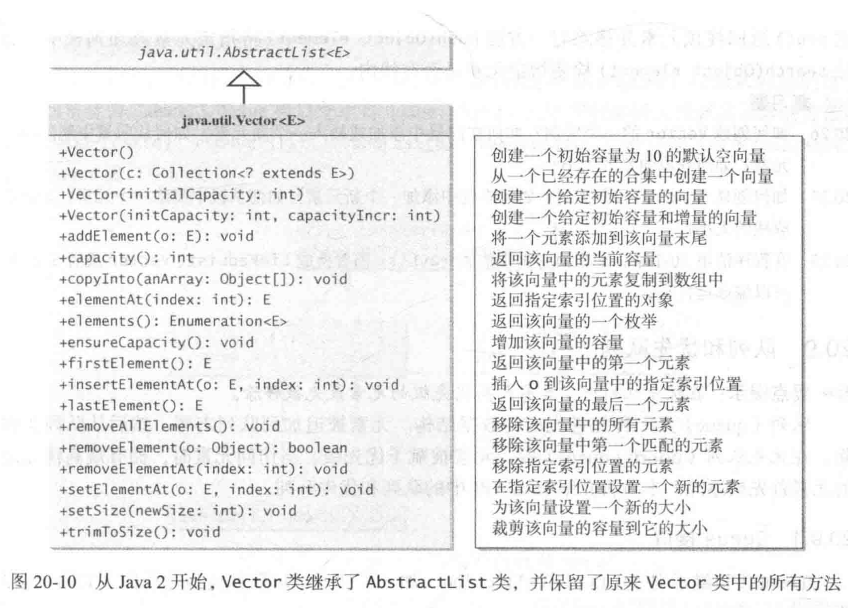 java.util.AbstractList<E>
java.util.Vector<E>
+Vector()
+Vector(c: Collection<? extends E>)
+Vector(initialCapacity: int)
+Vector(initCapacity: int, capacityIncr: int)
+addElement(o: E): void
+capacity(): int
+copyInto(anArray: Object[]): void
+elementAt(index: int): E
+elements(): Enumeration<E>
+ensureCapacity(): void
+firstElement(): E
+insertElementAt(o: E, index: int): void
+lastElement(): E
+removeAllElements(): void
+removeElement(o: Object): boolean
+removeElementAt(index: int): void
+setElementAt(o: E, index: int): void
+setSize(newSize: int): void
+trimToSize(): void
创建一个初始容量为 10 的默认空向量
从一个已经存在的合集中创建一个向量
创建一个给定初始容量的向量
创建一个给定初始容量和增量的向量
将一个元素添加到该向量末尾
返回该向量的当前容量
将该向量中的元素复制到数组中
返回指定索引位置的对象
返回该向量的一个枚举
增加该向量的容量
返回该向量中的第一个元素
插入 o 到该向量中的指定索引位置
返回该向量的最后一个元素
移除该向量中的所有元素
移除该向量中第一个匹配的元素
移除指定索引位置的元素
在指定索引位置设置一个新的元素
为该向量设置一个新的大小
裁剪该向量的容量到它的大小
图 20-10 从 Java 2 开始，Vector 类继承了 AbstractList 类，并保留了原来 Vector 类中的所有方法